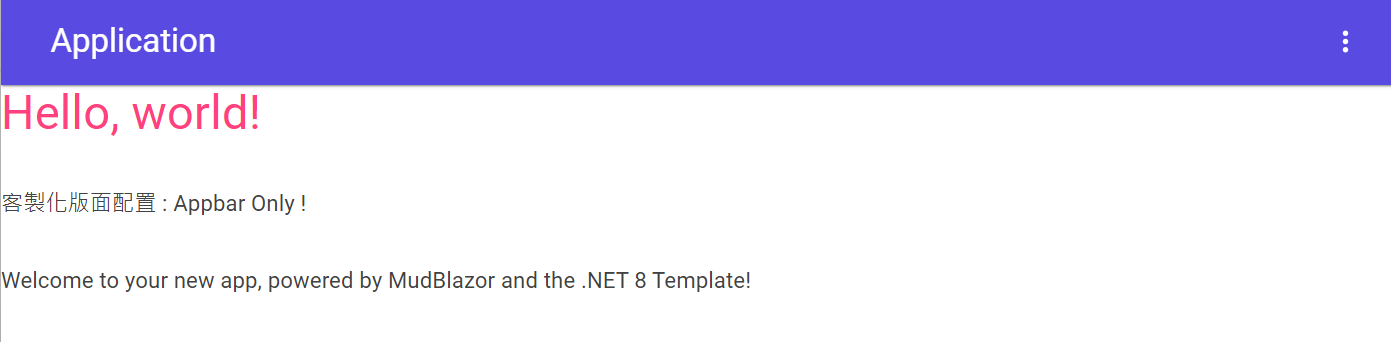 Application
Hello, world!
客製化版面配置 : Appbar Only !
Welcome to your new app, powered by MudBlazor and the .NET 8 Template!